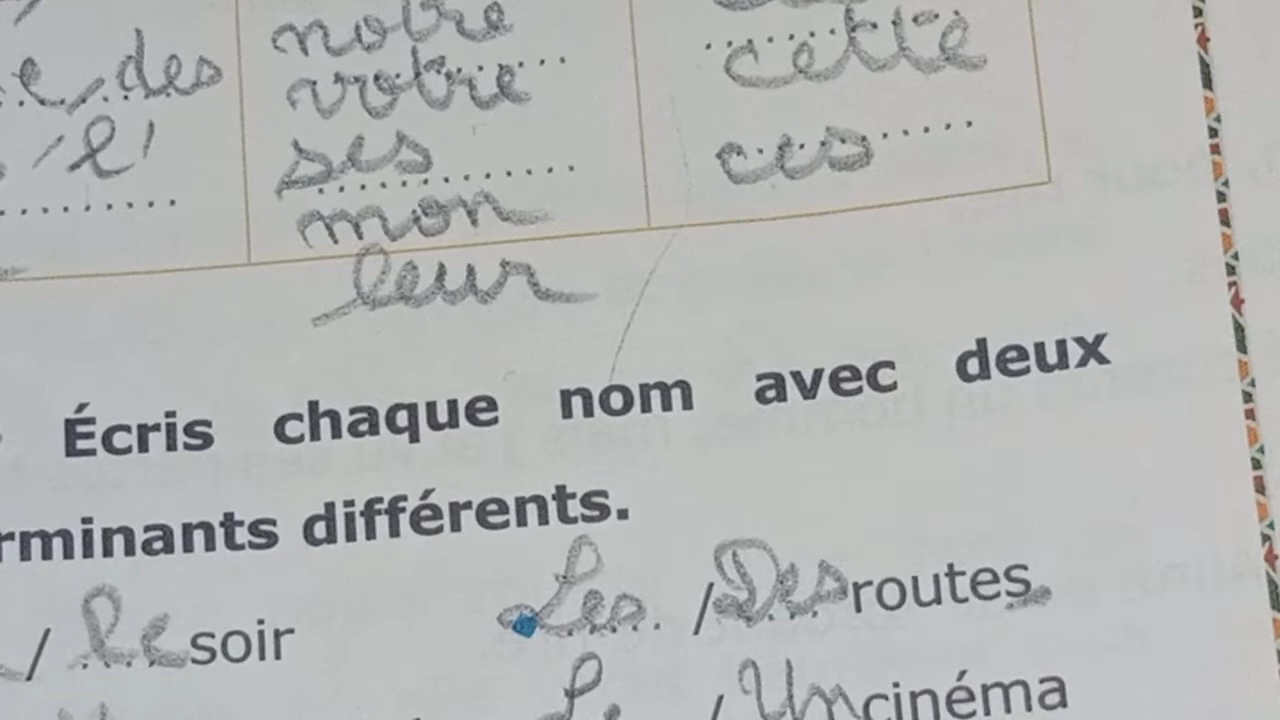 notre
des votre cette
l' ses ces
mon
leur
Écris chaque nom avec deux
rminants différents.
/ le soir Les / Des routes
/ Un cinéma